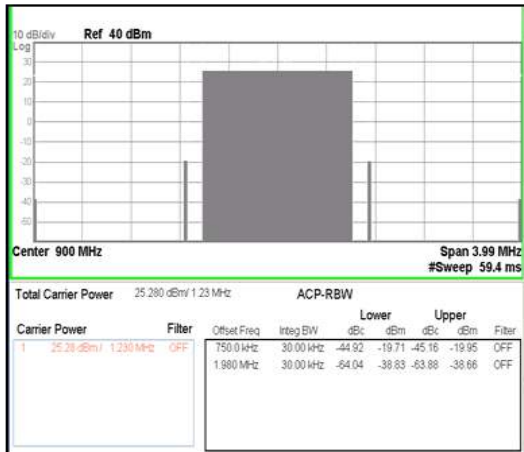 10 dB/div Ref 40 dBm
Log
30
20
10
0
-10
-20
-30
-40
-50
Center 900 MHz Span 3.99 MHz
#Sweep 59.4 ms
Total Carrier Power 25.280 dBm/ 1.23 MHz ACP-RBW
Lower Upper
Carrier Power Filter Offset Freq Integ BW dBc dBm dBc dBm Filter
1 25.28 dBm / 1.230 MHz OFF 750.0 kHz 30.00 kHz -44.92 -19.71 -45.16 -19.95 OFF
1.980 MHz 30.00 kHz -64.04 -38.83 -63.88 -38.66 OFF